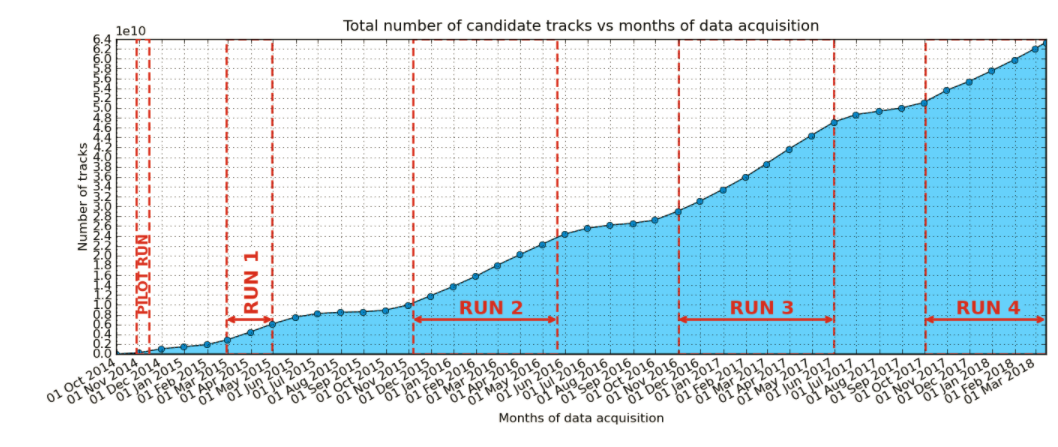 Total number of candidate tracks vs months of data acquisition
1e10
6.4
6.2
6.0
5.8
5.6
5.4
5.2
5.0
4.8
4.6
4.4
4.2
4.0
3.8
3.6
3.4
3.2
3.0
2.8
2.6
2.4
2.2
2.0
1.8
1.6
1.4
1.2
1.0
0.8
0.6
0.4
0.2
0.0
Number of tracks
PILOT RUN
RUN 1
RUN 2
RUN 3
RUN 4
01 Oct 2014
01 Nov 2014
01 Dec 2014
01 Jan 2015
01 Feb 2015
01 Mar 2015
01 Apr 2015
01 May 2015
01 Jun 2015
01 Jul 2015
01 Aug 2015
01 Sep 2015
01 Oct 2015
01 Nov 2015
01 Dec 2015
01 Jan 2016
01 Feb 2016
01 Mar 2016
01 Apr 2016
01 May 2016
01 Jun 2016
01 Jul 2016
01 Aug 2016
01 Sep 2016
01 Oct 2016
01 Nov 2016
01 Dec 2016
01 Jan 2017
01 Feb 2017
01 Mar 2017
01 Apr 2017
01 May 2017
01 Jun 2017
01 Jul 2017
01 Aug 2017
01 Sep 2017
01 Oct 2017
01 Nov 2017
01 Dec 2017
01 Jan 2018
01 Feb 2018
01 Mar 2018
Months of data acquisition